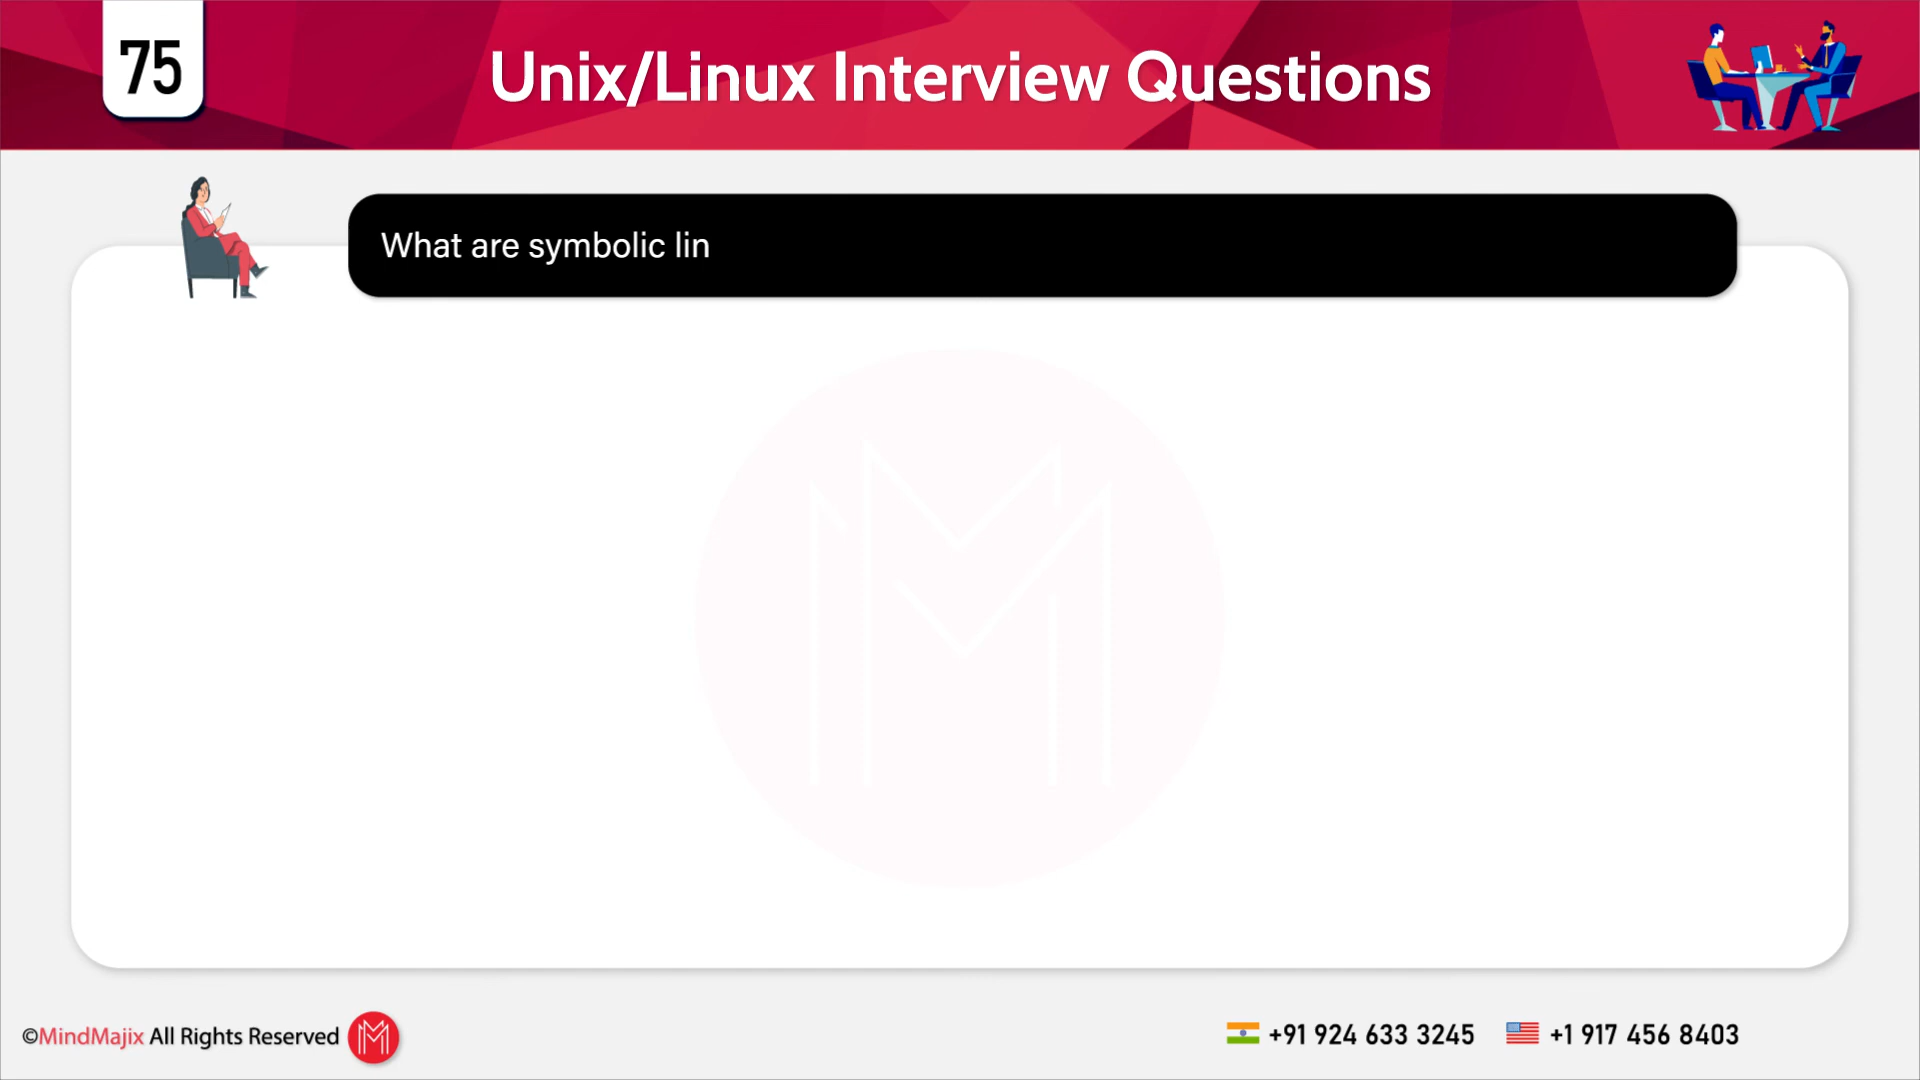 75
Unix/Linux Interview Questions
What are symbolic lin
©MindMajix All Rights Reserved
+91 924 633 3245
+1 917 456 8403